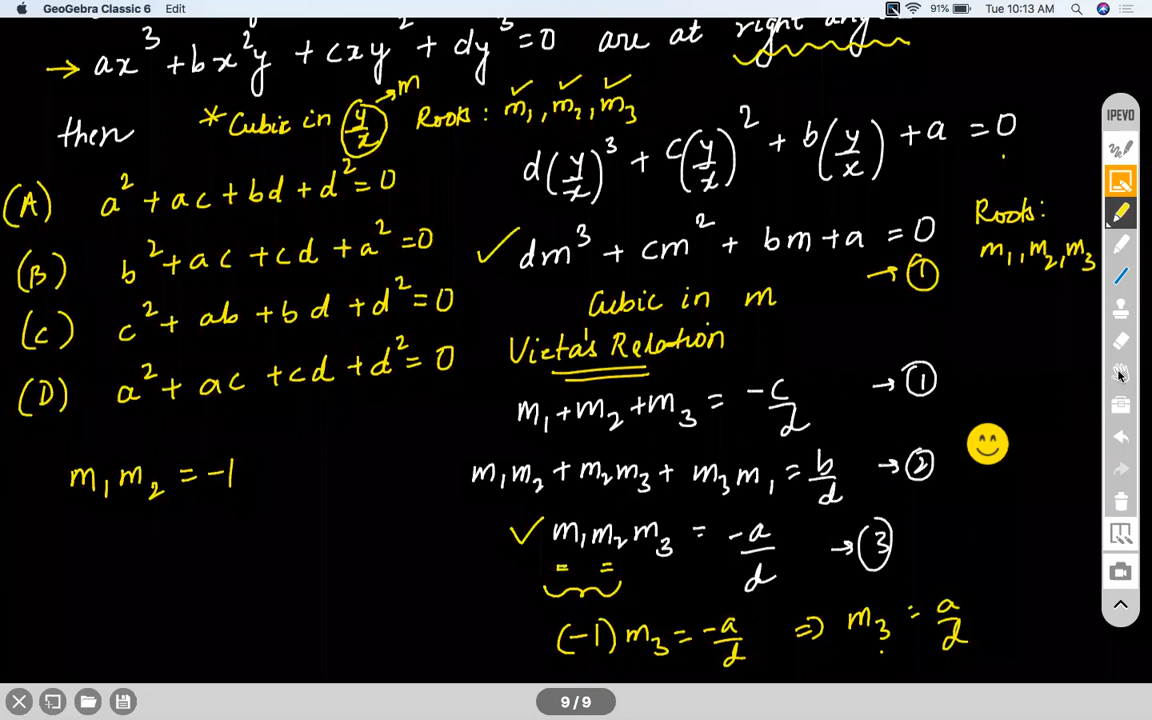 GeoGebra Classic 6 Edit 91% Tue 10:13 AM
→ ax³ + bx²y + cxy² + dy³ = 0 are at right
then * Cubic in (y/x) → m Roots: m₁, m₂, m₃
d(y/x)³ + c(y/x)² + b(y/x) + a = 0
(A) a² + ac + bd + d² = 0
(B) b² + ac + cd + a² = 0
(C) c² + ab + bd + d² = 0
(D) a² + ac + cd + d² = 0
m₁m₂ = -1
✓ dm³ + cm² + bm + a = 0 → ①
Roots:
m₁, m₂, m₃
Cubic in m
Vieta's Relation
m₁ + m₂ + m₃ = -c/d → ①
m₁m₂ + m₂m₃ + m₃m₁ = b/d → ②
✓ m₁m₂m₃ = -a/d → ③
(-1) m₃ = -a/d ⇒ m₃ = a/d
IPEVO
9 / 9